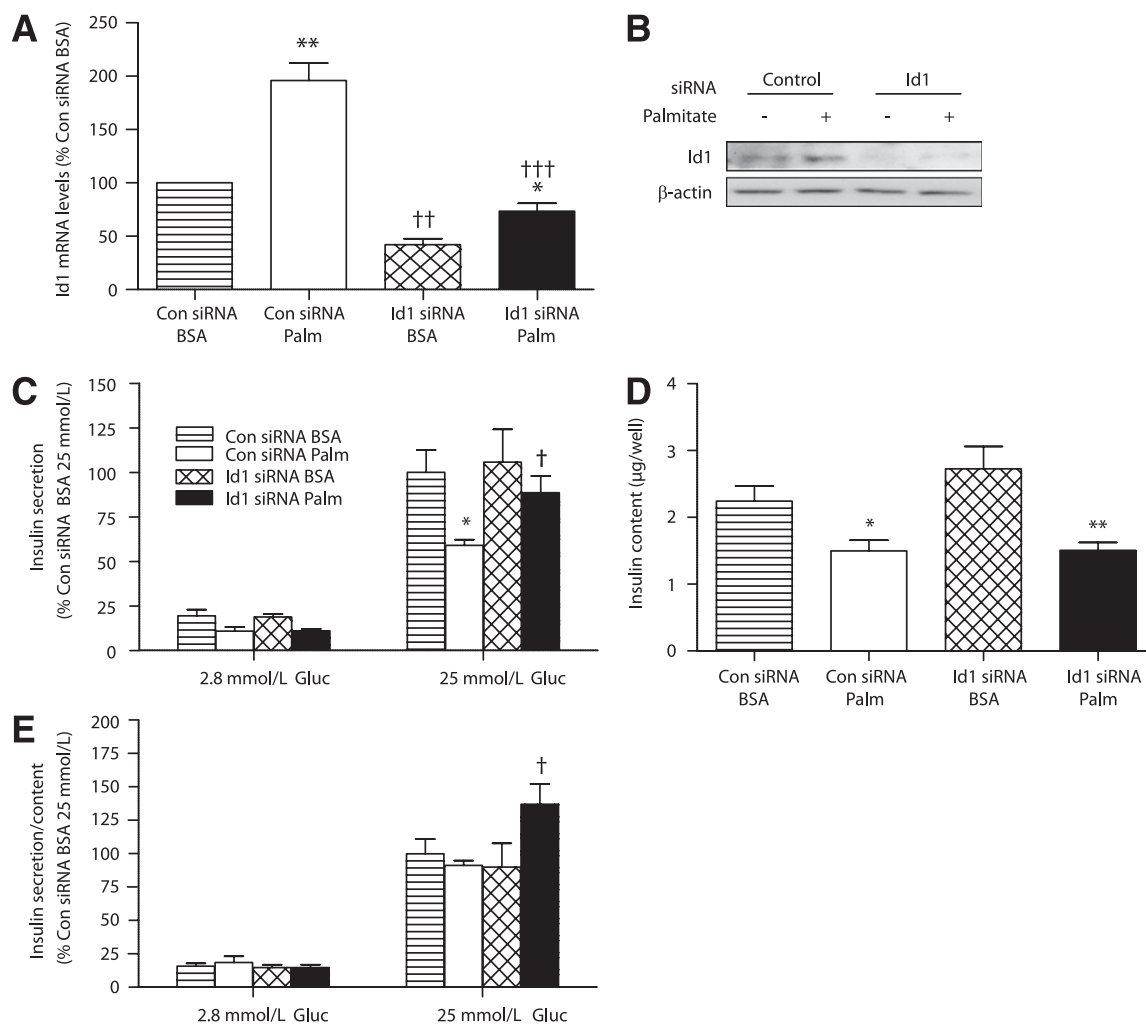 A
Id1 mRNA levels (% Con siRNA BSA)
250
200
150
100
50
0
**
††
†††
*
Con siRNA BSA
Con siRNA Palm
Id1 siRNA BSA
Id1 siRNA Palm
B
siRNA Control Id1
Palmitate - + - +
Id1
β-actin
C
Insulin secretion
(% Con siRNA BSA 25 mmol/L)
150
125
100
75
50
25
0
Con siRNA BSA
Con siRNA Palm
Id1 siRNA BSA
Id1 siRNA Palm
*
†
2.8 mmol/L Gluc
25 mmol/L Gluc
D
Insulin content (µg/well)
4
3
2
1
0
*
**
Con siRNA BSA
Con siRNA Palm
Id1 siRNA BSA
Id1 siRNA Palm
E
Insulin secretion/content
(% Con siRNA BSA 25 mmol/L)
200
175
150
125
100
75
50
25
0
†
2.8 mmol/L Gluc
25 mmol/L Gluc